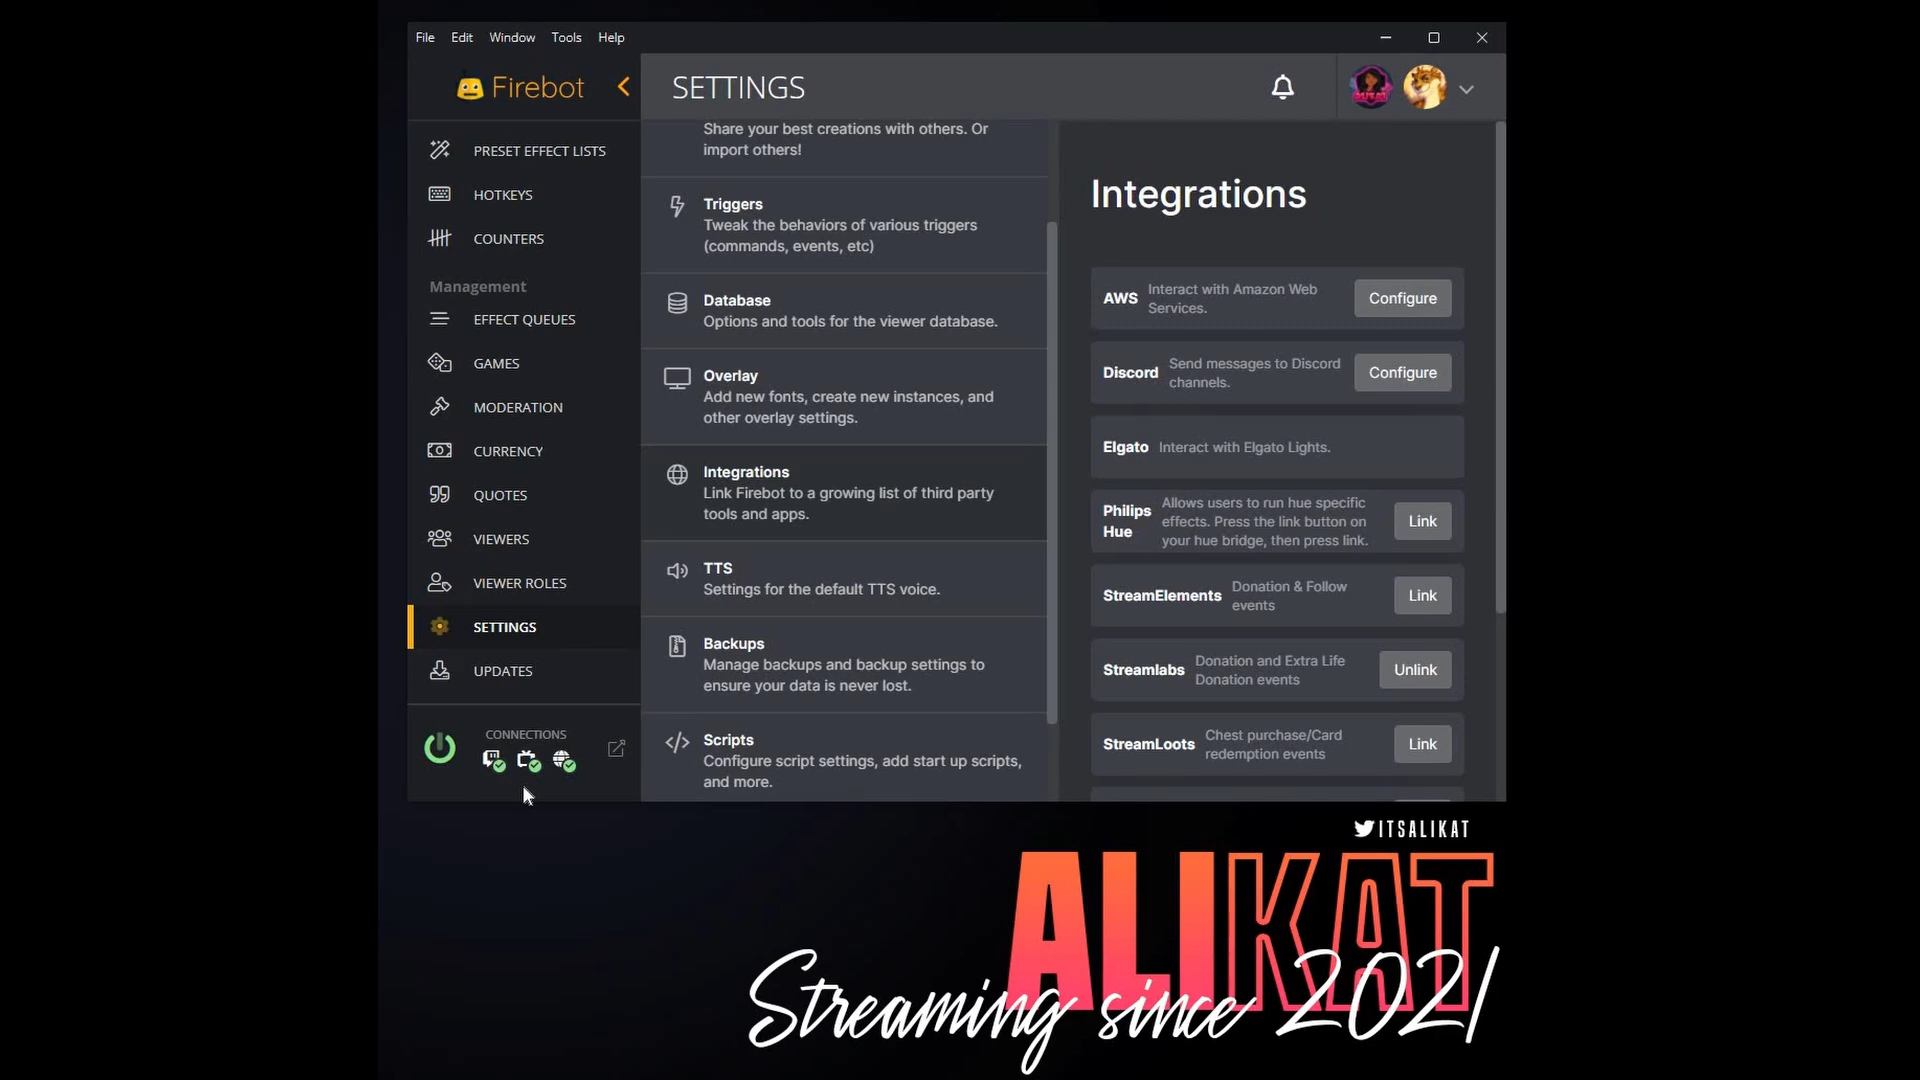 File Edit Window Tools Help
Firebot
SETTINGS
PRESET EFFECT LISTS
HOTKEYS
COUNTERS
Management
EFFECT QUEUES
GAMES
MODERATION
CURRENCY
QUOTES
VIEWERS
VIEWER ROLES
SETTINGS
UPDATES
CONNECTIONS
Share your best creations with others. Or
import others!
Triggers
Tweak the behaviors of various triggers
(commands, events, etc)
Database
Options and tools for the viewer database.
Overlay
Add new fonts, create new instances, and
other overlay settings.
Integrations
Link Firebot to a growing list of third party
tools and apps.
TTS
Settings for the default TTS voice.
Backups
Manage backups and backup settings to
ensure your data is never lost.
Scripts
Configure script settings, add start up scripts,
and more.
Integrations
AWS
Interact with Amazon Web
Services.
Configure
Discord
Send messages to Discord
channels.
Configure
Elgato
Interact with Elgato Lights.
Philips
Hue
Allows users to run hue specific
effects. Press the link button on
your hue bridge, then press link.
Link
StreamElements
Donation & Follow
events
Link
Streamlabs
Donation and Extra Life
Donation events
Unlink
StreamLoots
Chest purchase/Card
redemption events
Link
ITSALIKAT
ALIKAT
Streaming since 2021